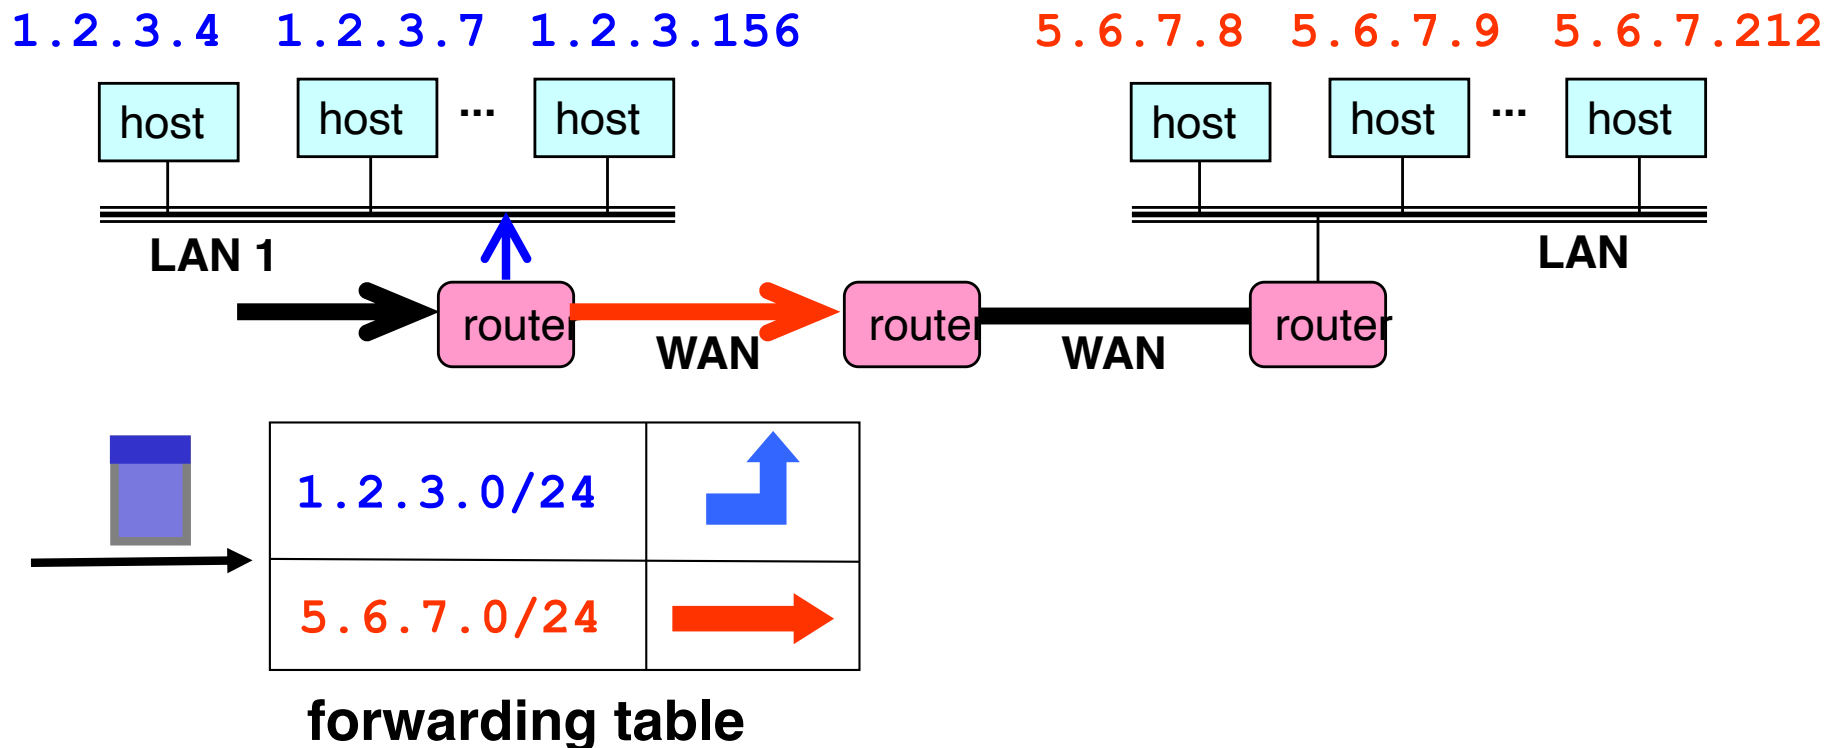 1.2.3.4 1.2.3.7 1.2.3.156 5.6.7.8 5.6.7.9 5.6.7.212
host host ... host host host ... host
LAN 1 LAN
router router router
WAN WAN
1.2.3.0/24
5.6.7.0/24
forwarding table